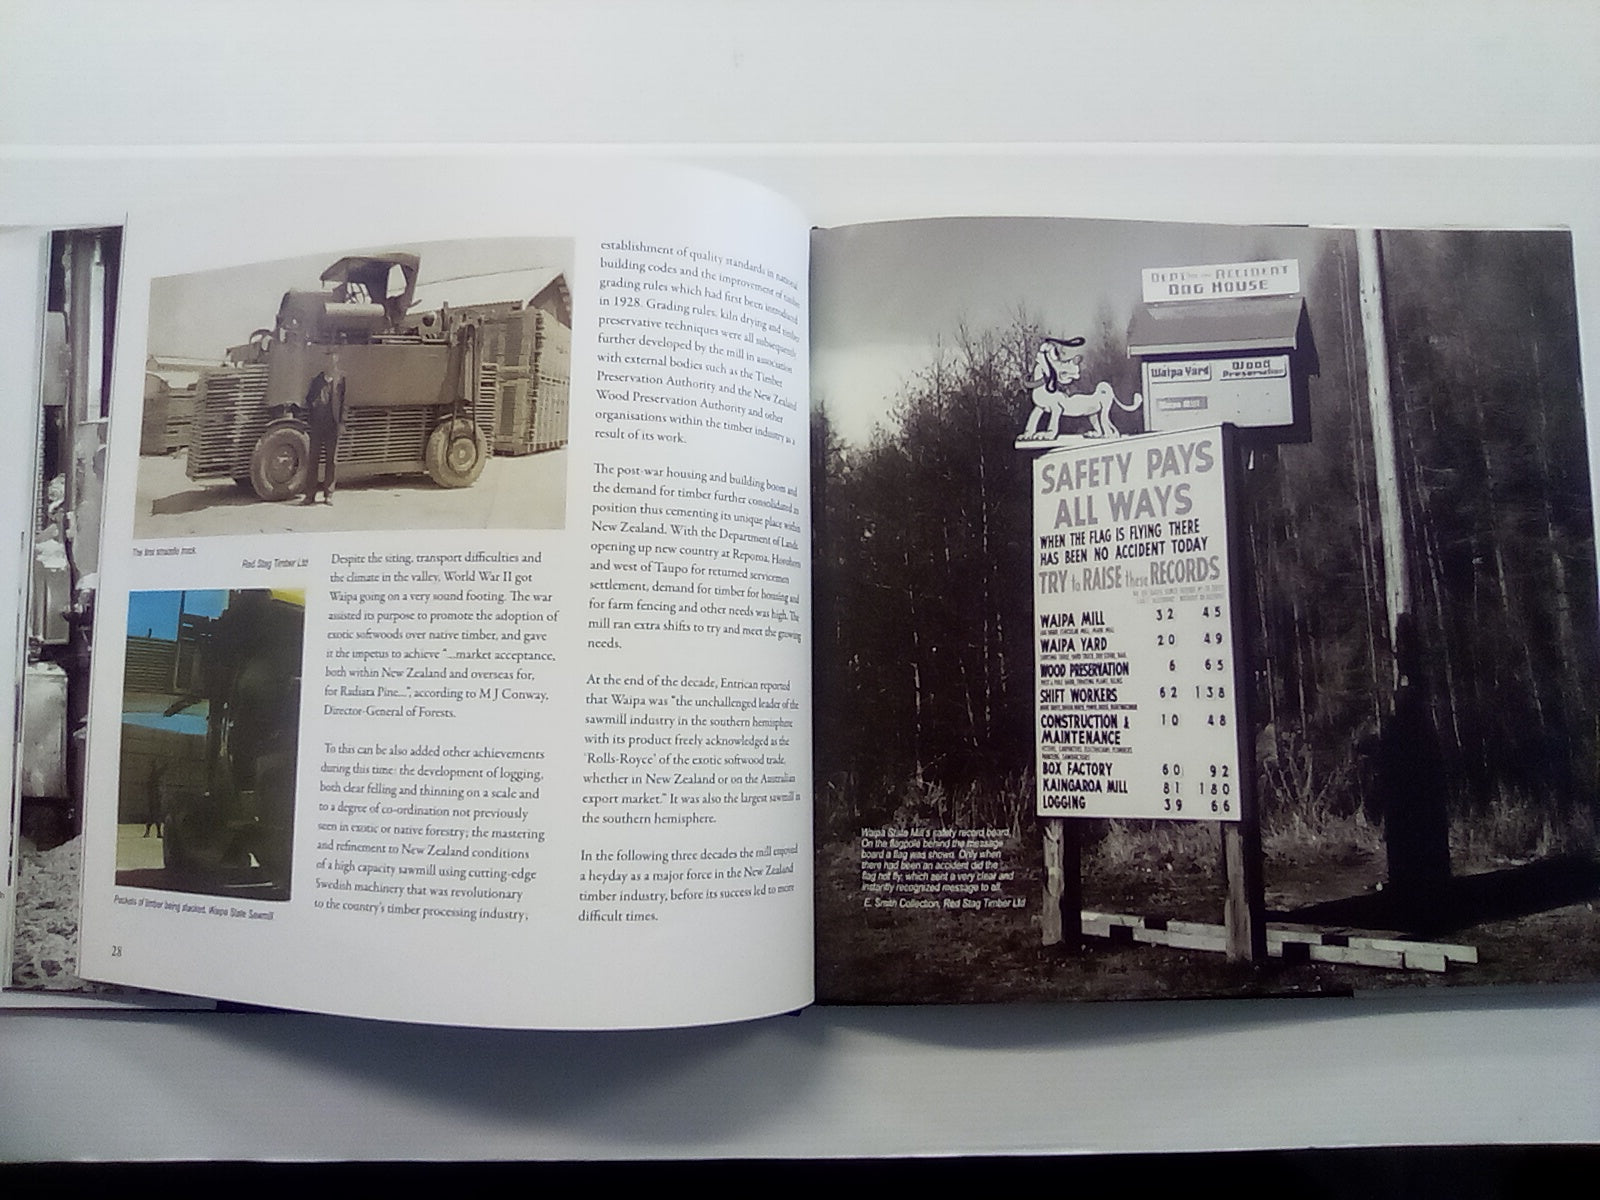 The first straddle truck.
Red Stag Timber Ltd
Packets of timber being stacked, Waipa State Sawmill
28
Despite the siting, transport difficulties and
the climate in the valley, World War II got
Waipa going on a very sound footing. The war
assisted its purpose to promote the adoption of
exotic softwoods over native timber, and gave
it the impetus to achieve "...market acceptance,
both within New Zealand and overseas for,
for Radiata Pine...", according to M J Conway,
Director-General of Forests.
To this can be also added other achievements
during this time: the development of logging,
both clear felling and thinning on a scale and
to a degree of co-ordination not previously
seen in exotic or native forestry; the mastering
and refinement to New Zealand conditions
of a high capacity sawmill using cutting-edge
Swedish machinery that was revolutionary
to the country's timber processing industry;
establishment of quality standards in national
building codes and the improvement of timber
grading rules which had first been introduced
in 1928. Grading rules, kiln drying and timber
preservative techniques were all subsequently
further developed by the mill in association
with external bodies such as the Timber
Preservation Authority and the New Zealand
Wood Preservation Authority and other
organisations within the timber industry as a
result of its work.
The post-war housing and building boom and
the demand for timber further consolidated its
position thus cementing its unique place within
New Zealand. With the Department of Lands
opening up new country at Reporoa, Horohoro
and west of Taupo for returned servicemen
settlement, demand for timber for housing and
for farm fencing and other needs was high. The
mill ran extra shifts to try and meet the growing
needs.
At the end of the decade, Entrican reported
that Waipa was "the unchallenged leader of the
sawmill industry in the southern hemisphere
with its product freely acknowledged as the
'Rolls-Royce' of the exotic softwood trade,
whether in New Zealand or on the Australian
export market." It was also the largest sawmill in
the southern hemisphere.
In the following three decades the mill enjoyed
a heyday as a major force in the New Zealand
timber industry, before its success led to more
difficult times.
DEPT ACCIDENT
DOG HOUSE
Waipa Yard
Wood
Preservation
SAFETY PAYS
ALL WAYS
WHEN THE FLAG IS FLYING THERE
HAS BEEN NO ACCIDENT TODAY
TRY to RAISE these RECORDS
WAIPA MILL 32 45
WAIPA YARD 20 49
WOOD PRESERVATION 6 65
SHIFT WORKERS 62 138
CONSTRUCTION & 10 48
MAINTENANCE
BOX FACTORY 60 92
KAINGAROA MILL 81 180
LOGGING 39 66
Waipa State Mill's safety record board.
On the flagpole behind the message
board a flag was shown. Only when
there had been an accident did the
flag not fly, which sent a very clear and
instantly recognized message to all.
E. Smith Collection, Red Stag Timber Ltd